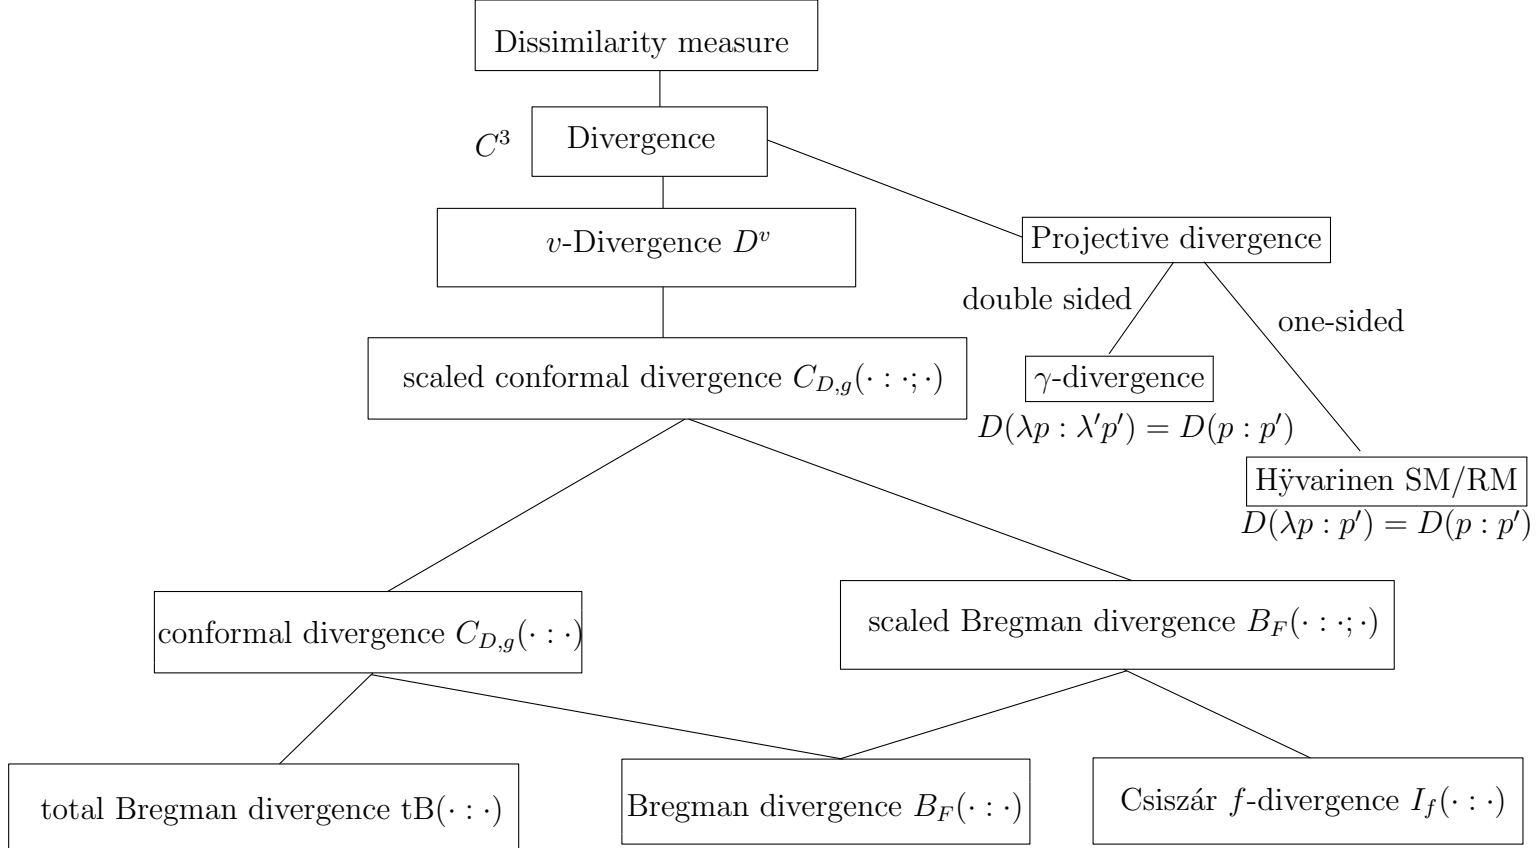 Dissimilarity measure
C³ Divergence
v-Divergence Dᵛ
Projective divergence
double sided
one-sided
scaled conformal divergence C_{D,g}(· : ·; ·)
γ-divergence
D(λp : λ′p′) = D(p : p′)
Hÿvarinen SM/RM
D(λp : p′) = D(p : p′)
conformal divergence C_{D,g}(· : ·)
scaled Bregman divergence B_F(· : ·; ·)
total Bregman divergence tB(· : ·)
Bregman divergence B_F(· : ·)
Csiszár f-divergence I_f(· : ·)